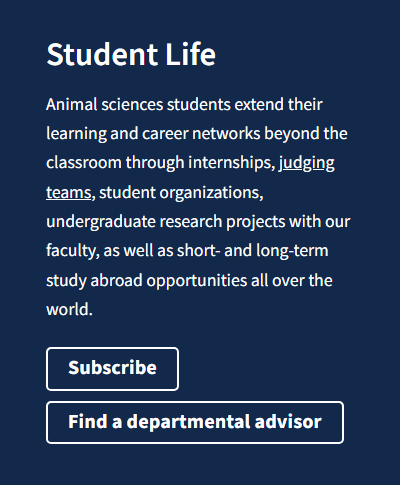 Student Life
Animal sciences students extend their
learning and career networks beyond the
classroom through internships, judging
teams, student organizations,
undergraduate research projects with our
faculty, as well as short- and long-term
study abroad opportunities all over the
world.
Subscribe
Find a departmental advisor